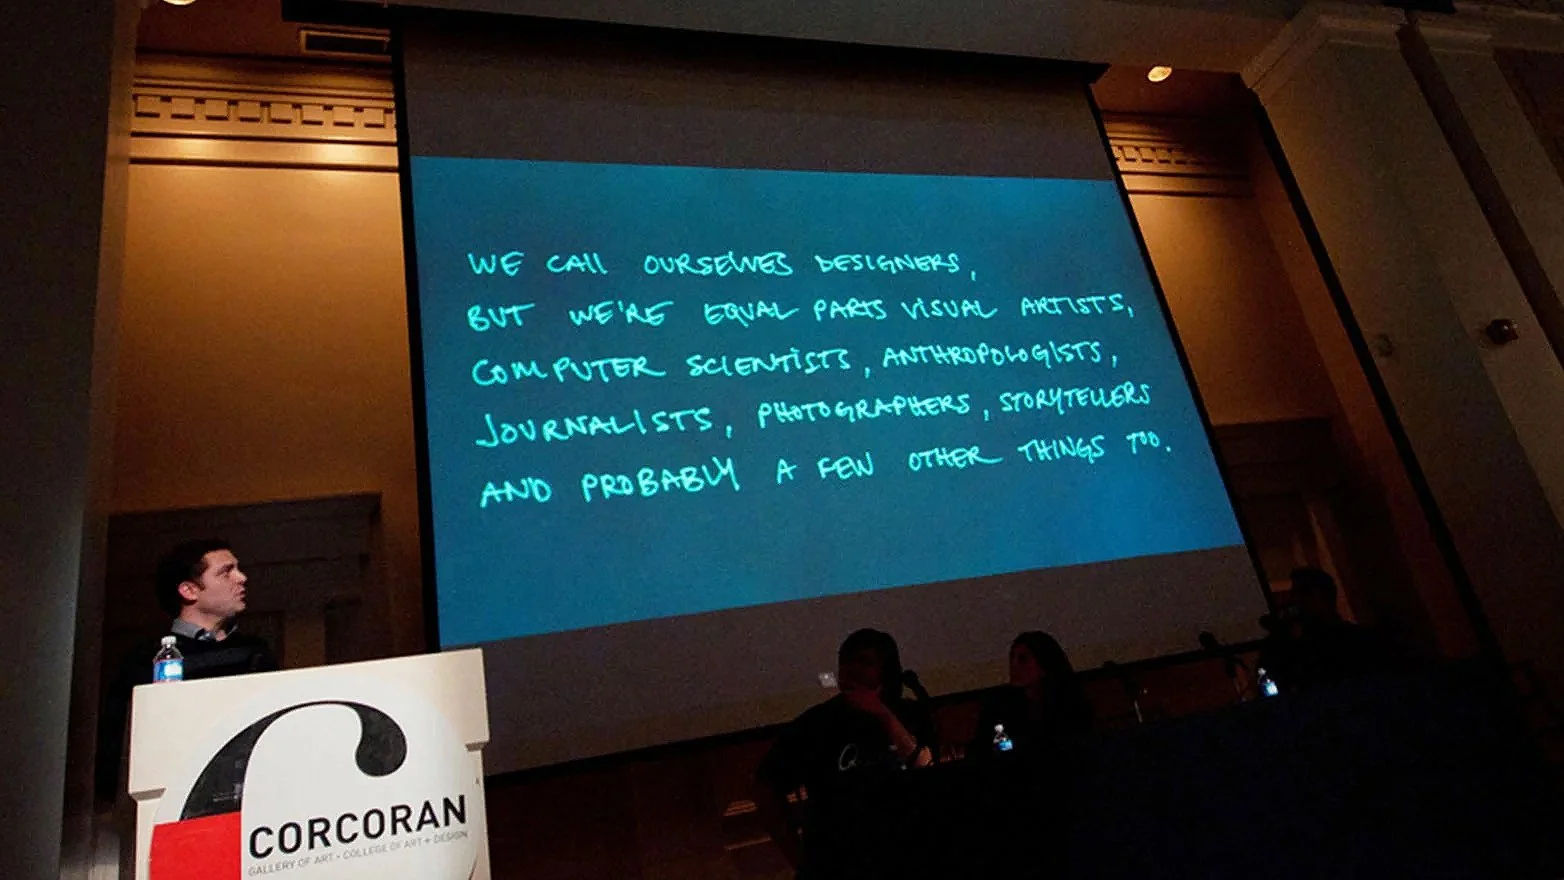 WE CALL OURSELVES DESIGNERS,
BUT WE'RE EQUAL PARTS VISUAL ARTISTS,
COMPUTER SCIENTISTS, ANTHROPOLOGISTS,
JOURNALISTS, PHOTOGRAPHERS, STORYTELLERS
AND PROBABLY A FEW OTHER THINGS TOO.
CORCORAN
GALLERY OF ART • COLLEGE OF ART + DESIGN